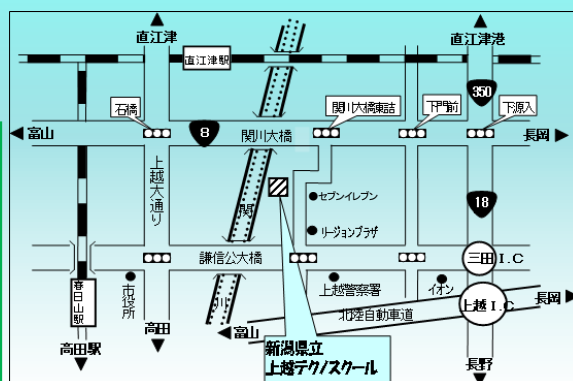 直江津
直江津港
直江津駅
350
石橋
関川大橋東詰
下門前
下源入
富山
8
関川大橋
長岡
上越大通り
セブンイレブン
関
18
リージョンプラザ
謙信公大橋
三田I.C
春日山駅
市役所
川
上越警察署
イオン
上越I.C
長岡
北陸自動車道
高田
富山
高田駅
新潟県立
上越テクノスクール
長野